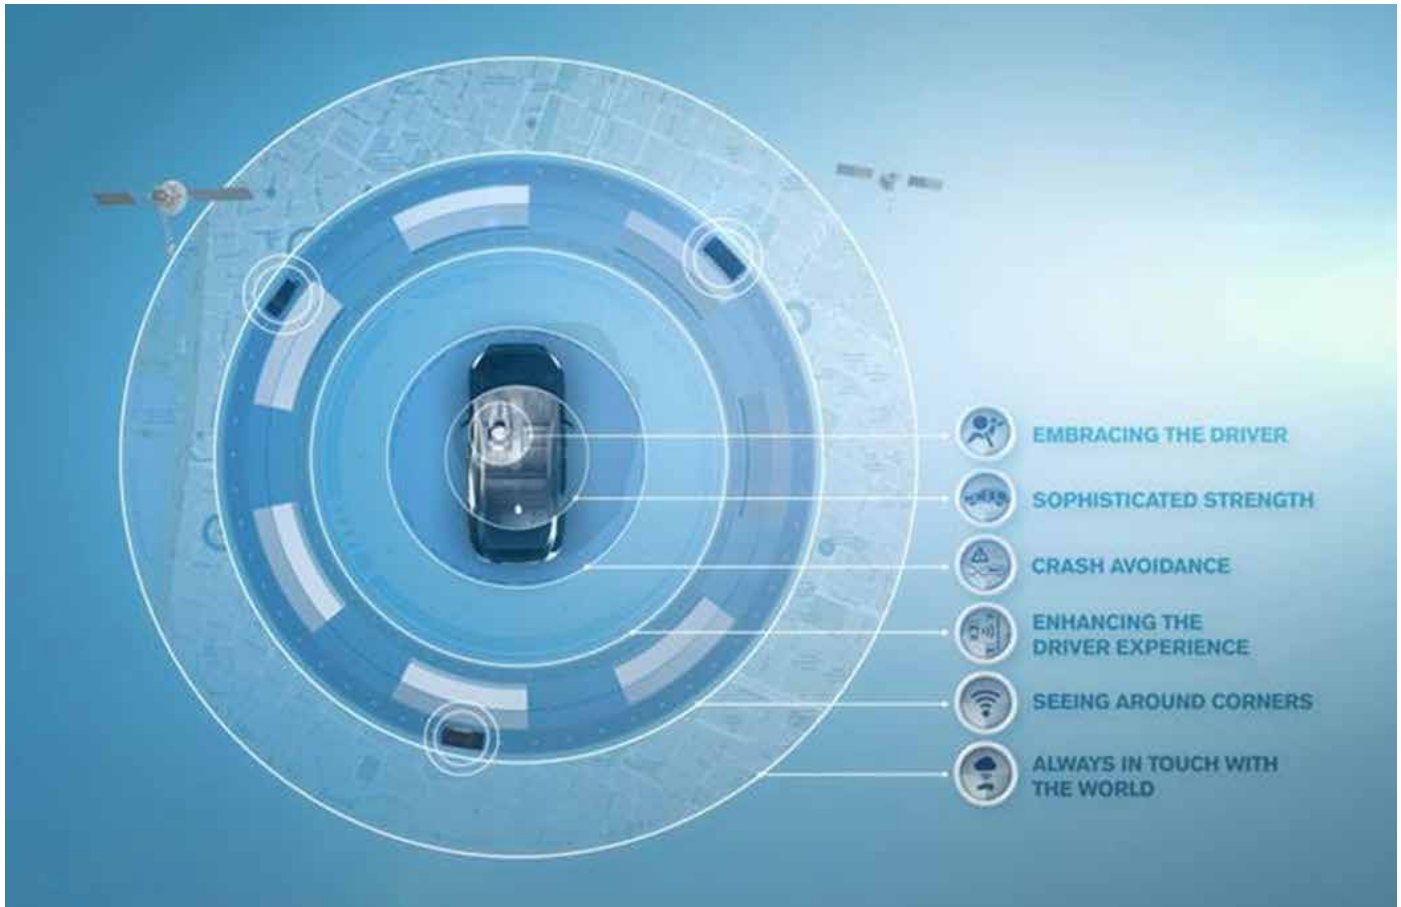 EMBRACING THE DRIVER
SOPHISTICATED STRENGTH
CRASH AVOIDANCE
ENHANCING THE
DRIVER EXPERIENCE
SEEING AROUND CORNERS
ALWAYS IN TOUCH WITH
THE WORLD